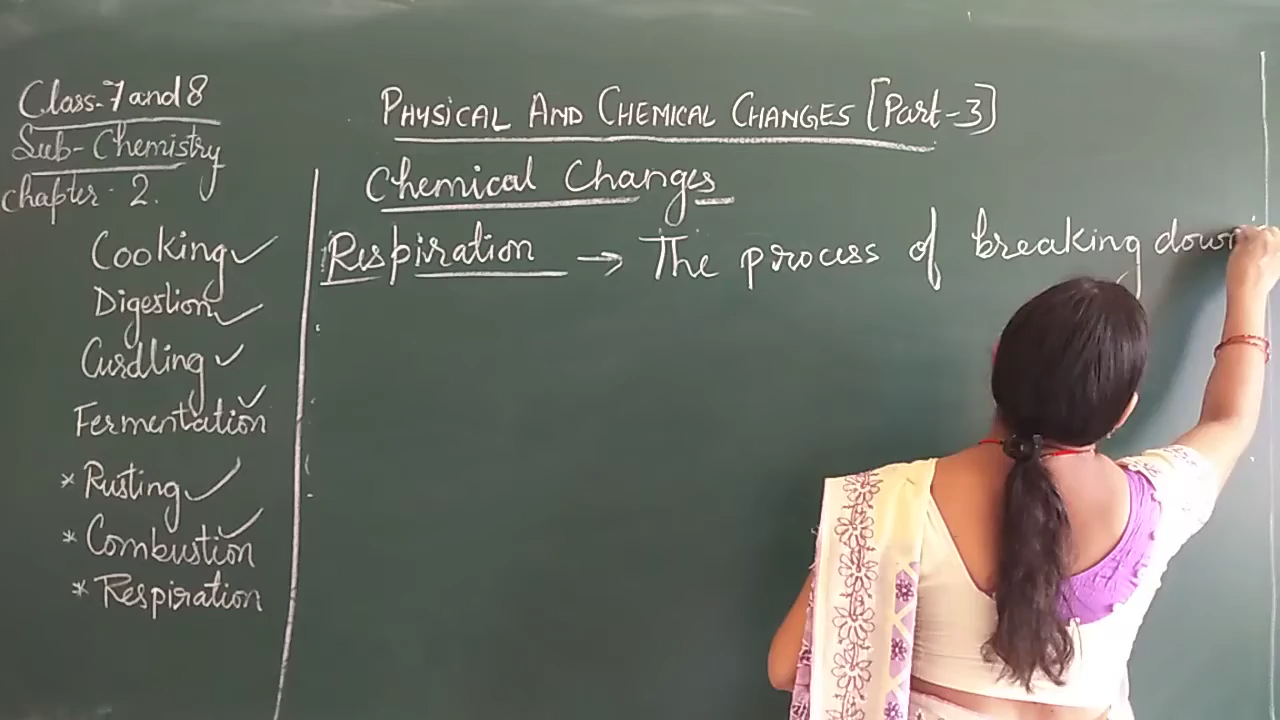 Class-7 and 8
Sub-Chemistry
Chapter-2.
Cooking ✓
Digestion ✓
Curdling ✓
Fermentation ✓
* Rusting ✓
* Combustion ✓
* Respiration
PHYSICAL AND CHEMICAL CHANGES [Part-3]
Chemical Changes
Respiration → The process of breaking down